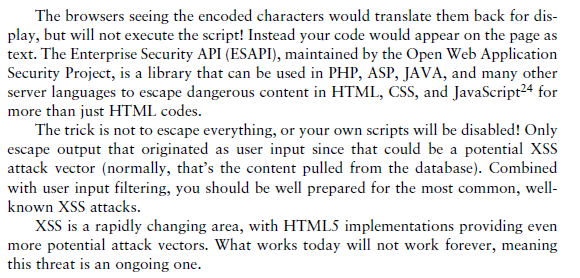 The browsers seeing the encoded characters would translate them back for dis-
play, but will not execute the script! Instead your code would appear on the page as
text. The Enterprise Security API (ESAPI), maintained by the Open Web Application
Security Project, is a library that can be used in PHP, ASP, JAVA, and many other
server languages to escape dangerous content in HTML, CSS, and JavaScript24 for
more than just HTML codes.
The trick is not to escape everything, or your own scripts will be disabled! Only
escape output that originated as user input since that could be a potential XSS
attack vector (normally, that's the content pulled from the database). Combined
with user input filtering, you should be well prepared for the most common, well-
known XSS attacks.
XSS is a rapidly changing area, with HTML5 implementations providing even
more potential attack vectors. What works today will not work forever, meaning
this threat is an ongoing one.